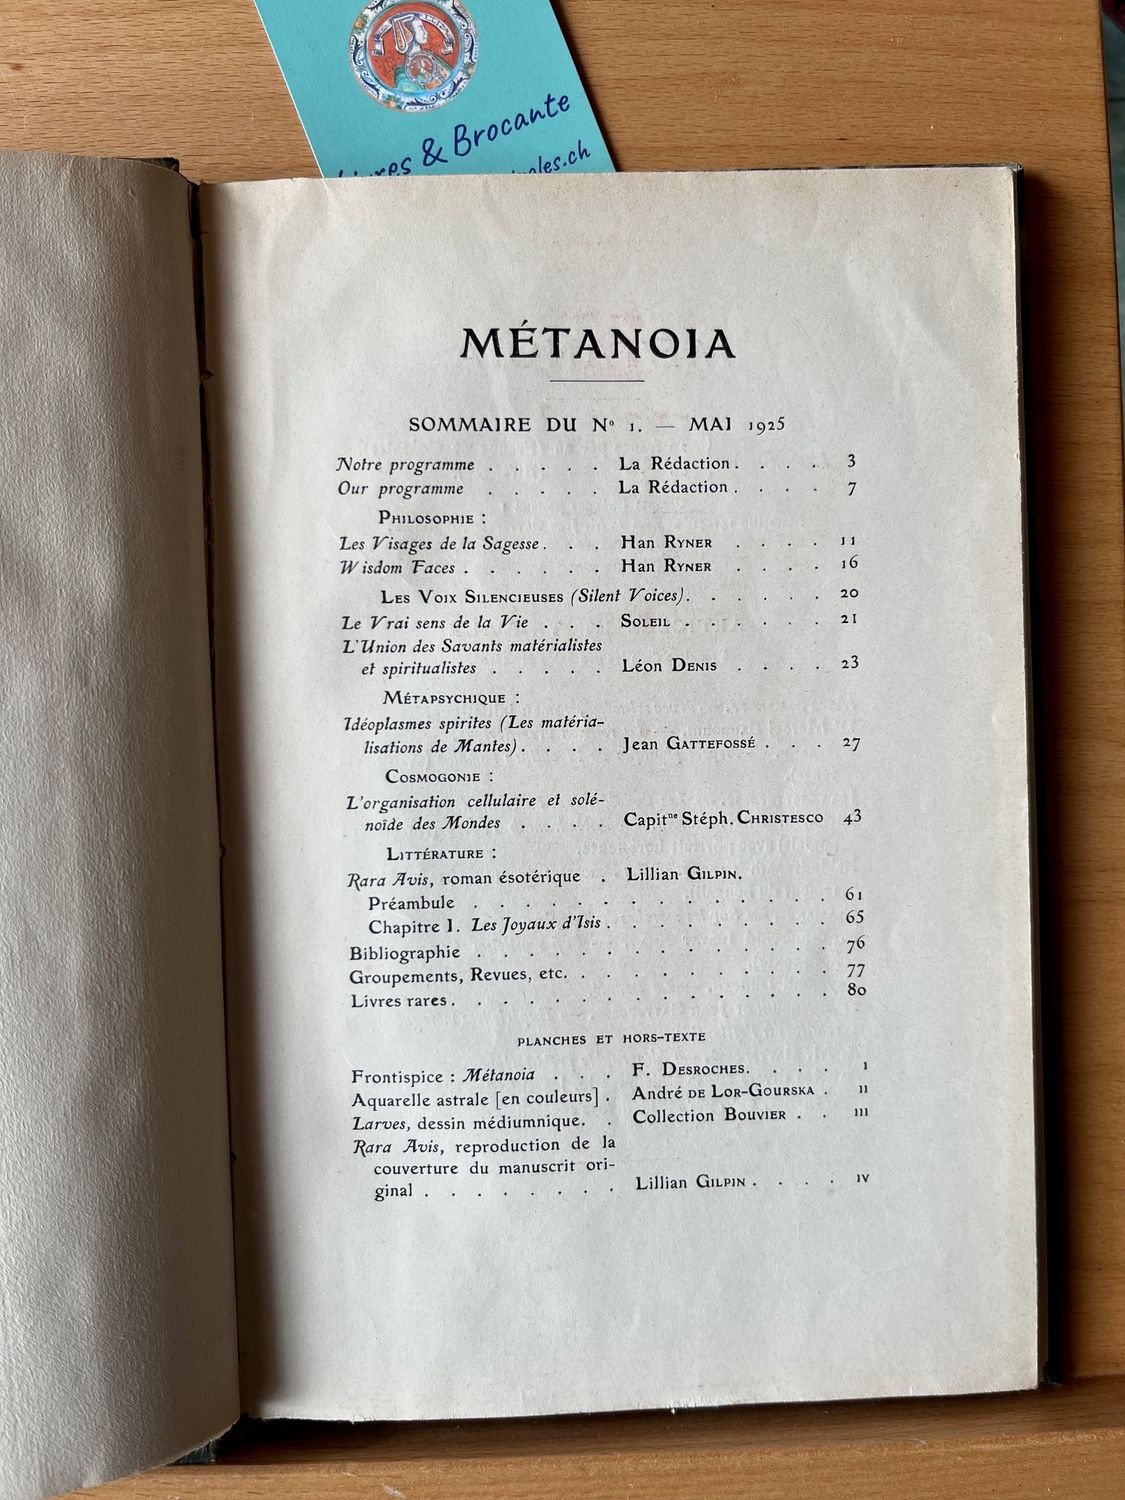 & Brocante
MÉTANOIA
SOMMAIRE DU Nº 1. — MAI 1925
Notre programme . . . . . La Rédaction. . . . . 3
Our programme . . . . . La Rédaction. . . . . 7
PHILOSOPHIE :
Les Visages de la Sagesse. . . Han RYNER . . . . 11
Wisdom Faces . . . . . . Han RYNER . . . . 16
LES VOIX SILENCIEUSES (Silent Voices). . . . . . 20
Le Vrai sens de la Vie . . . SOLEIL . . . . . . 21
L'Union des Savants matérialistes
et spiritualistes . . . . . Léon DENIS . . . . 23
MÉTAPSYCHIQUE :
Idéoplasmes spirites (Les matéria-
lisations de Mantes). . . . Jean GATTEFOSSÉ . . . 27
COSMOGONIE :
L'organisation cellulaire et solé-
noïde des Mondes . . . . Capitⁿᵉ Stéph. CHRISTESCO 43
LITTÉRATURE :
Rara Avis, roman ésotérique . Lillian GILPIN.
Préambule . . . . . . . . . . . . . . 61
Chapitre I. Les Joyaux d'Isis . . . . . . . . . 65
Bibliographie . . . . . . . . . . . . . . 76
Groupements, Revues, etc. . . . . . . . . . . 77
Livres rares . . . . . . . . . . . . . . . 80
PLANCHES ET HORS-TEXTE
Frontispice : Métanoia . . . F. DESROCHES. . . . . I
Aquarelle astrale [en couleurs] . André DE LOR-GOURSKA . II
Larves, dessin médiumnique. . Collection BOUVIER . . III
Rara Avis, reproduction de la
couverture du manuscrit ori-
ginal . . . . . . . . Lillian GILPIN . . . . IV